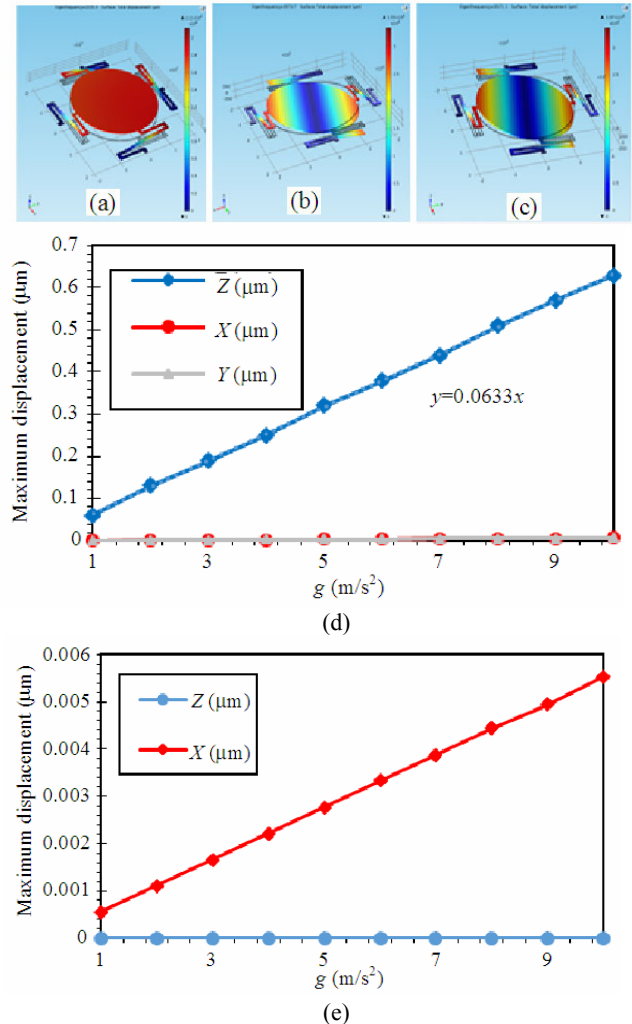 (a)
(b)
(c)
0.7
0.6
0.5
0.4
0.3
0.2
0.1
0
Maximum displacement (μm)
Z (μm)
X (μm)
Y (μm)
y=0.0633x
1 3 5 7 9
g (m/s²)
(d)
0.006
0.005
0.004
0.003
0.002
0.001
0
Maximum displacement (μm)
Z (μm)
X (μm)
1 3 5 7 9
g (m/s²)
(e)